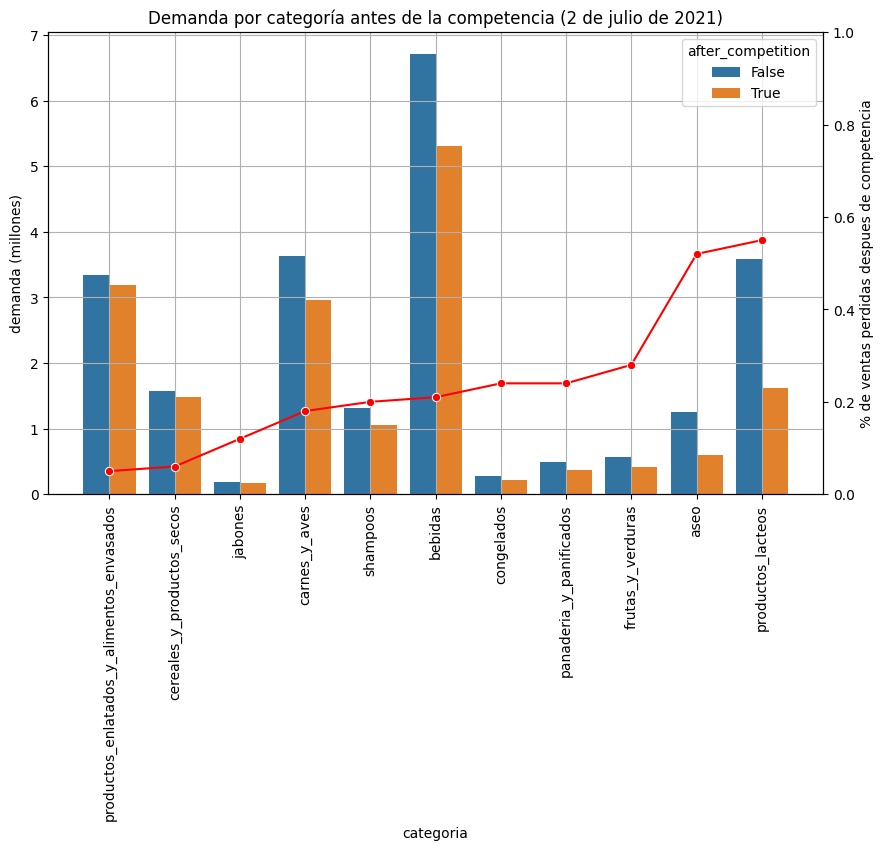 Demanda por categoría antes de la competencia (2 de julio de 2021)
demanda (millones)
7
6
5
4
3
2
1
0
after_competition
False
True
1.0
0.8
0.6
0.4
0.2
0.0
% de ventas perdidas despues de competencia
productos_enlatados_y_alimentos_envasados
cereales_y_productos_secos
jabones
carnes_y_aves
shampoos
bebidas
congelados
panaderia_y_panificados
frutas_y_verduras
aseo
productos_lacteos
categoria